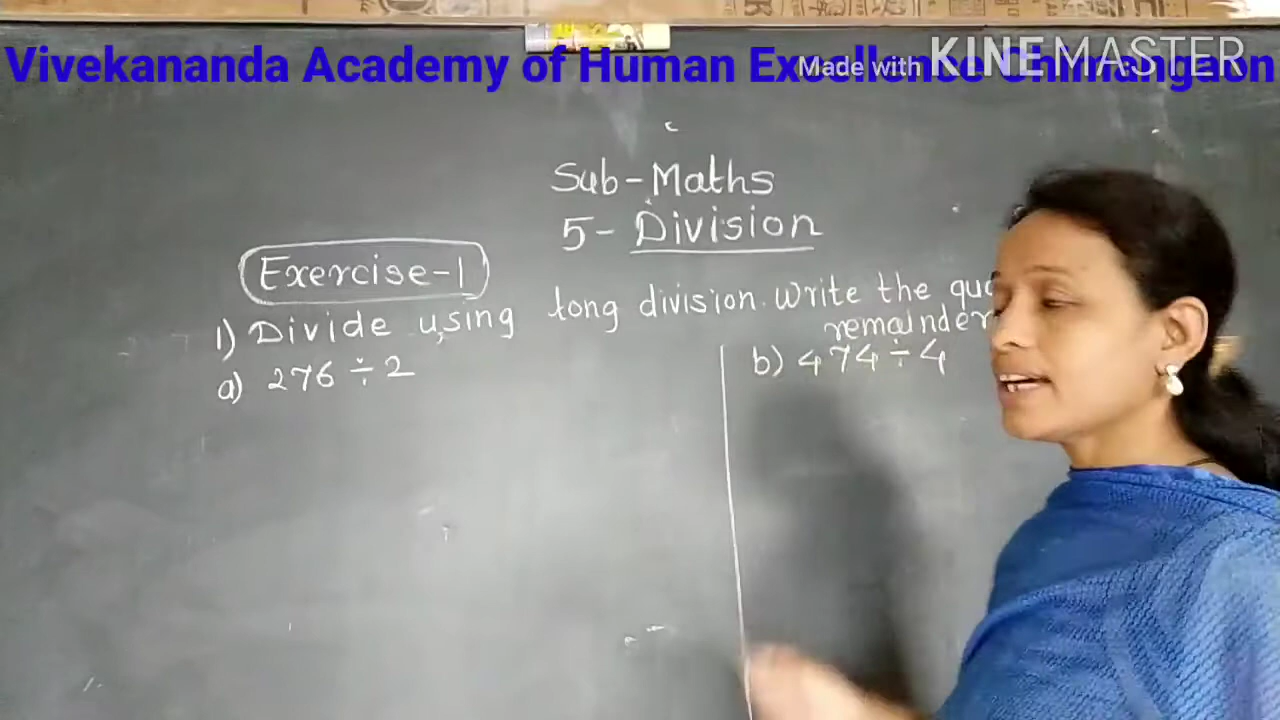 Vivekananda Academy of Human Chimangaon
Made with KINEMASTER
Sub-Maths
5- Division
Exercise-1
1) Divide using long division. Write the
remainder
a) 276 ÷ 2
b) 474 ÷ 4